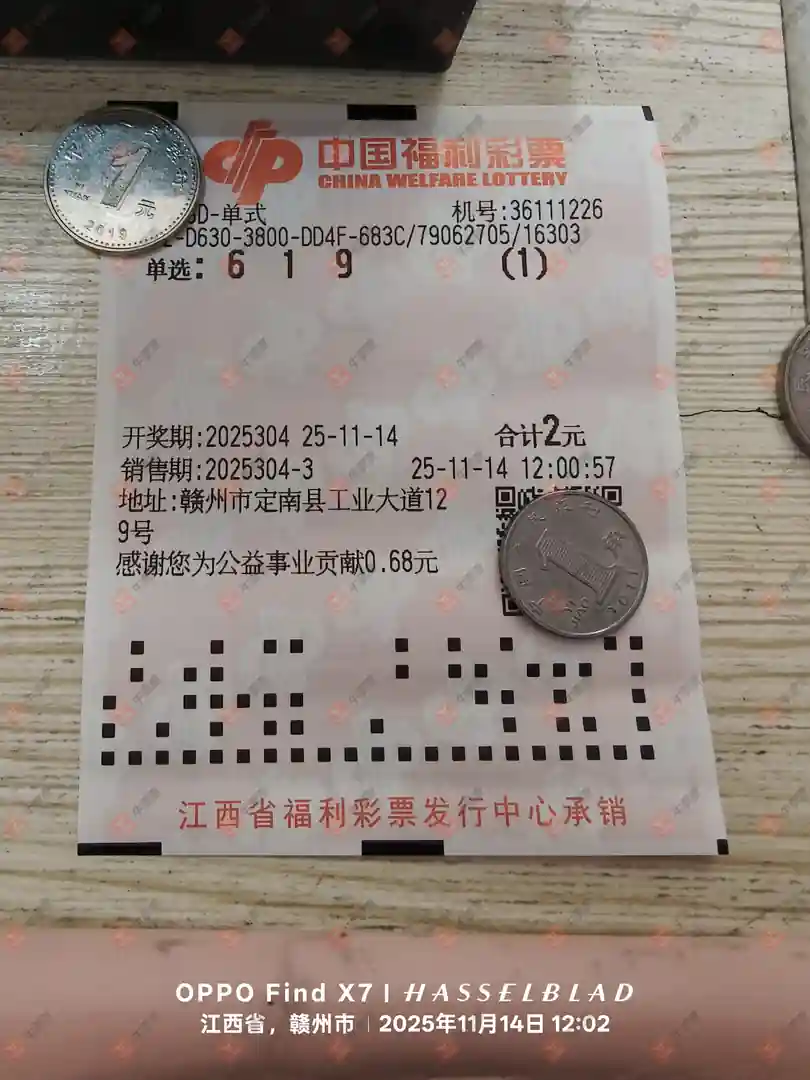 中国福利彩票
CHINA WELFARE LOTTERY
D-单式 机号:36111226
-D630-3800-DD4F-683C/79062705/16303
单选: 6 1 9 (1)
开奖期:2025304 25-11-14 合计2元
销售期:2025304-3 25-11-14 12:00:57
地址:赣州市定南县工业大道12
9号
感谢您为公益事业贡献0.68元
江西省福利彩票发行中心承销
1
元
2019
YI
JIAO
2011
OPPO Find X7 | HASSELBLAD
江西省，赣州市 | 2025年11月14日 12:02